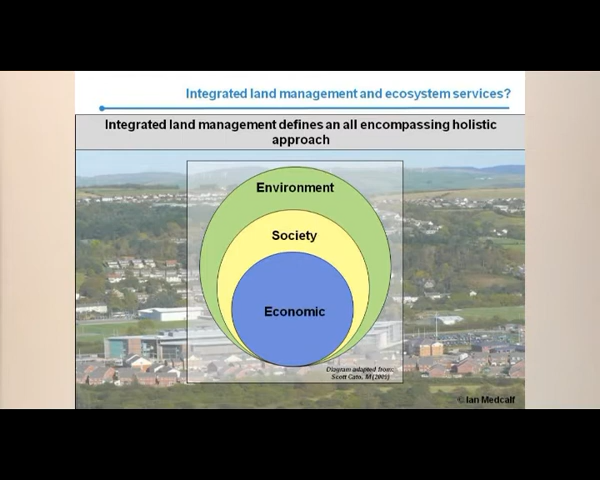 Integrated land management and ecosystem services?
Integrated land management defines an all encompassing holistic
approach
Environment
Society
Economic
Diagram adapted from:
Scott Cato, M (2009)
© Ian Medcalf